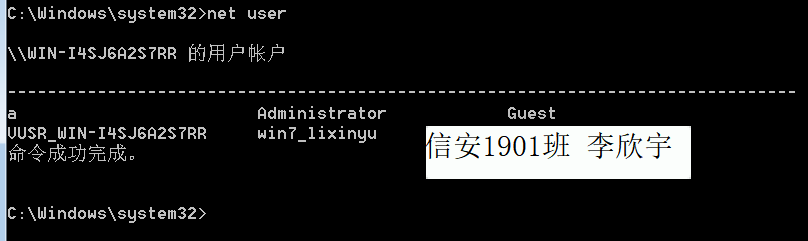 C:\Windows\system32>net user
\\WIN-I4SJ6A2S7RR 的用户帐户
-------------------------------------------------------------------------------
a Administrator Guest
VUSR_WIN-I4SJ6A2S7RR win7_lixinyu
信安1901班 李欣宇
命令成功完成。
C:\Windows\system32>